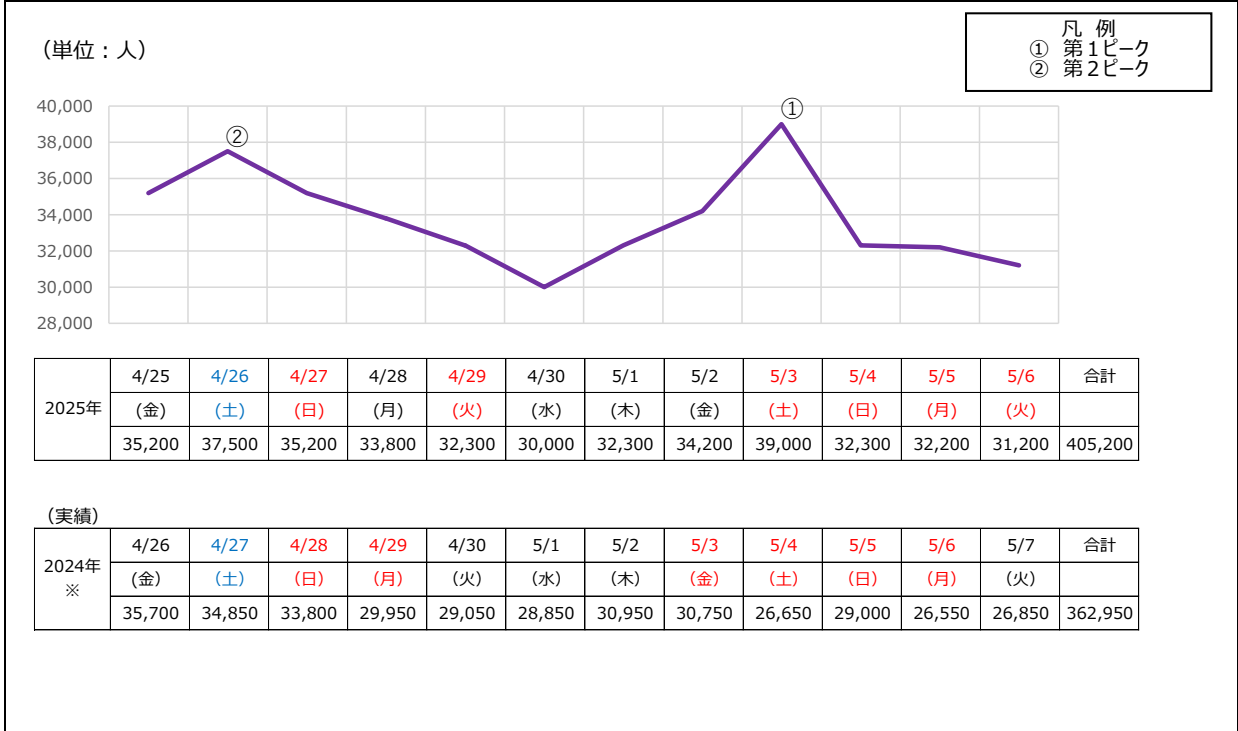 凡 例
① 第1ピーク
② 第2ピーク
（単位：人）
40,000
38,000
36,000
34,000
32,000
30,000
28,000
②
①
2025年 4/25 4/26 4/27 4/28 4/29 4/30 5/1 5/2 5/3 5/4 5/5 5/6 合計
(金) (土) (日) (月) (火) (水) (木) (金) (土) (日) (月) (火)
35,200 37,500 35,200 33,800 32,300 30,000 32,300 34,200 39,000 32,300 32,200 31,200 405,200
（実績）
2024年 ※ 4/26 4/27 4/28 4/29 4/30 5/1 5/2 5/3 5/4 5/5 5/6 5/7 合計
(金) (土) (日) (月) (火) (水) (木) (金) (土) (日) (月) (火)
35,700 34,850 33,800 29,950 29,050 28,850 30,950 30,750 26,650 29,000 26,550 26,850 362,950